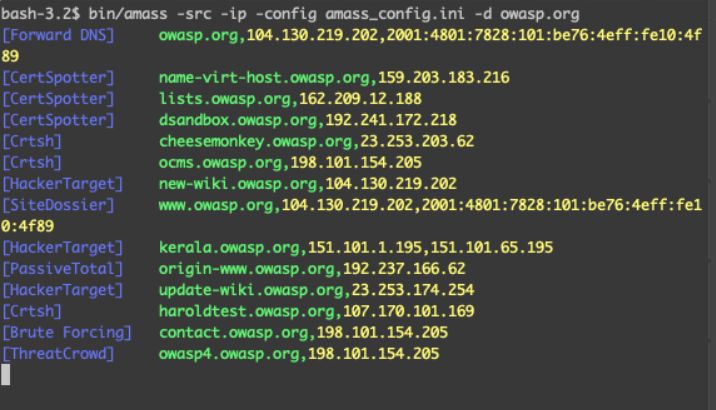 bash-3.2$ bin/amass -src -ip -config amass_config.ini -d owasp.org
[Forward DNS]     owasp.org,104.130.219.202,2001:4801:7828:101:be76:4eff:fe10:4f
89
[CertSpotter]     name-virt-host.owasp.org,159.203.183.216
[CertSpotter]     lists.owasp.org,162.209.12.188
[CertSpotter]     dsandbox.owasp.org,192.241.172.218
[Crtsh]           cheesemonkey.owasp.org,23.253.203.62
[Crtsh]           ocms.owasp.org,198.101.154.205
[HackerTarget]    new-wiki.owasp.org,104.130.219.202
[SiteDossier]     www.owasp.org,104.130.219.202,2001:4801:7828:101:be76:4eff:fe1
0:4f89
[HackerTarget]    kerala.owasp.org,151.101.1.195,151.101.65.195
[PassiveTotal]    origin-www.owasp.org,192.237.166.62
[HackerTarget]    update-wiki.owasp.org,23.253.174.254
[Crtsh]           haroldtest.owasp.org,107.170.101.169
[Brute Forcing]   contact.owasp.org,198.101.154.205
[ThreatCrowd]     owasp4.owasp.org,198.101.154.205